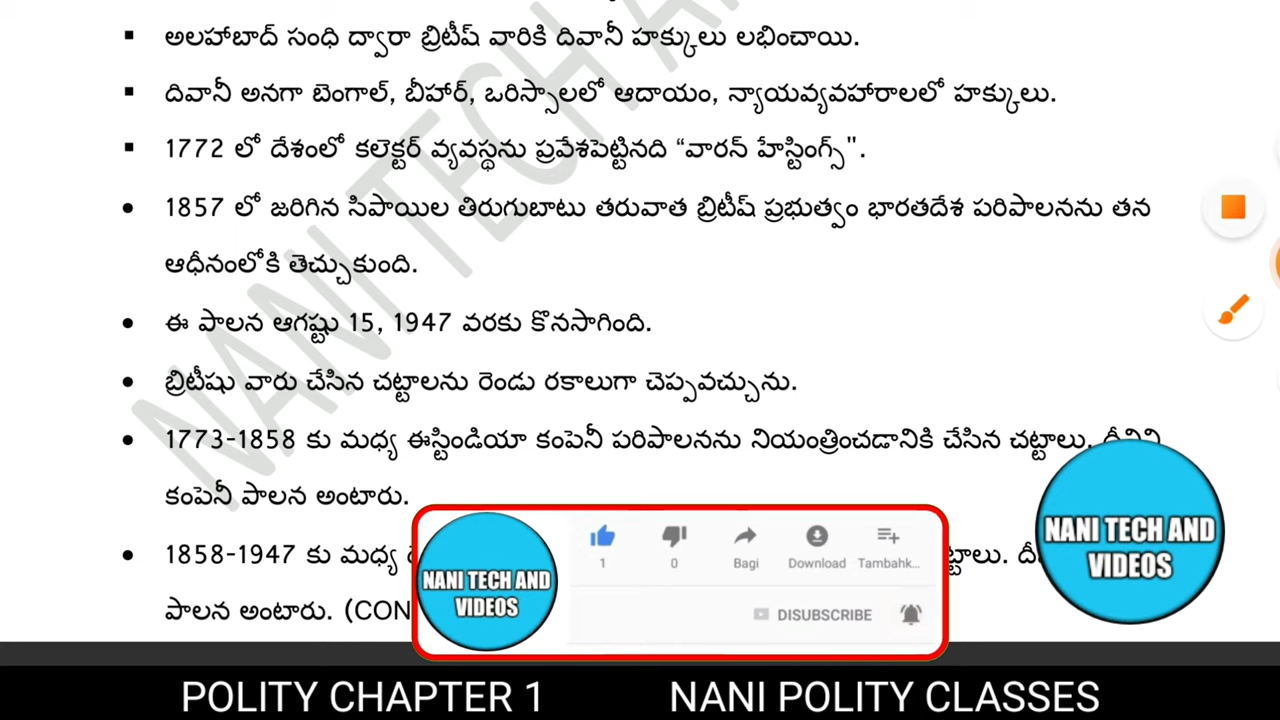 అలహాబాద్ సంధి ద్వారా బ్రిటీష్ వారికి దివానీ హక్కులు లభించాయి.
దివానీ అనగా బెంగాల్, బీహార్, ఒరిస్సాలలో ఆదాయం, న్యాయవ్యవహారాలలో హక్కులు.
1772 లో దేశంలో కలెక్టర్ వ్యవస్థను ప్రవేశపెట్టినది “వారన్ హేస్టింగ్స్".
1857 లో జరిగిన సిపాయిల తిరుగుబాటు తరువాత బ్రిటీష్ ప్రభుత్వం భారతదేశ పరిపాలనను తన
ఆధీనంలోకి తెచ్చుకుంది.
ఈ పాలన ఆగష్టు 15, 1947 వరకు కొనసాగింది.
బ్రిటీషు వారు చేసిన చట్టాలను రెండు రకాలుగా చెప్పవచ్చును.
1773-1858 కు మధ్య ఈస్టిండియా కంపెనీ పరిపాలనను నియంత్రించడానికి చేసిన చట్టాలు. దీనిని
కంపెనీ పాలన అంటారు.
1858-1947 కు మధ్య
పాలన అంటారు. (CON
NANI TECH AND
VIDEOS
1 0 Bagi Download Tambahk...
DISUBSCRIBE
NANI TECH AND
VIDEOS
POLITY CHAPTER 1 NANI POLITY CLASSES
NANI TECH AN